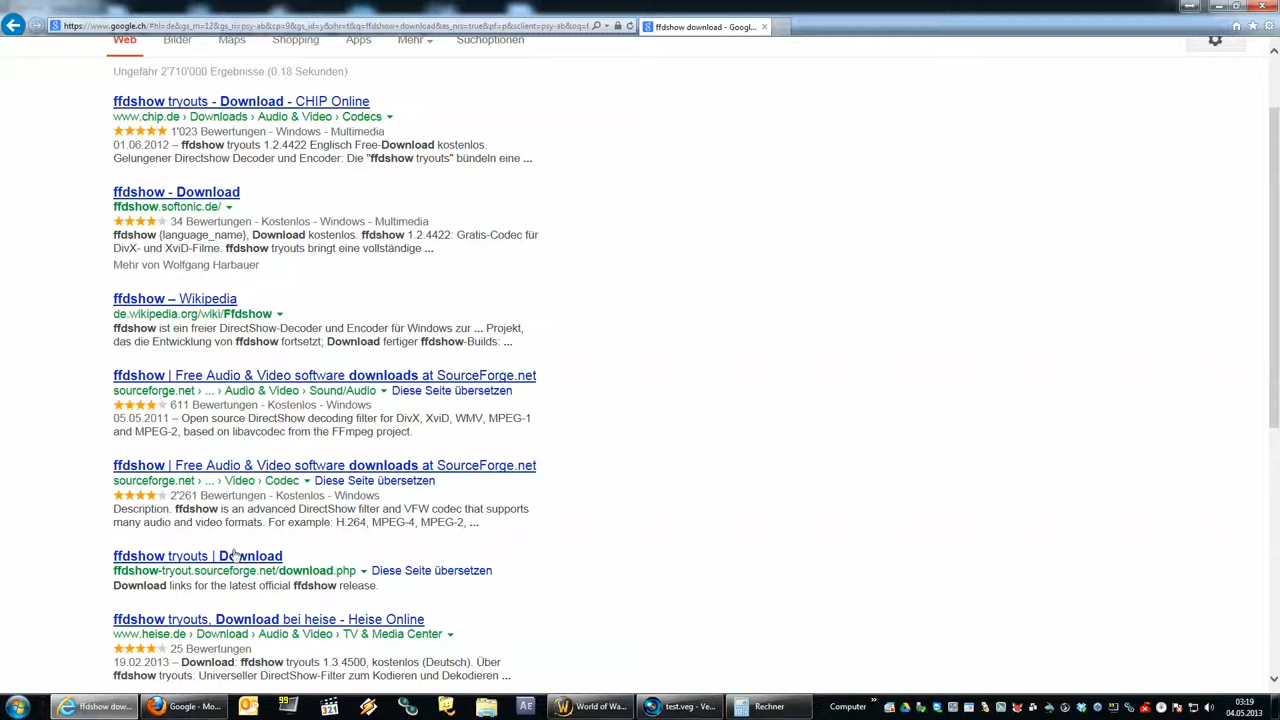 https://www.google.ch/#hl=de&gs_rn=12&gs_ri=psy-ab&cp=9&gs_id=y&xhr=t&q=ffdshow+download&es_nrs=true&pf=p&sclient=psy-ab&oq=f
ffdshow download - Googl...
Web Bilder Maps Shopping Apps Mehr Suchoptionen
Ungefähr 2'710'000 Ergebnisse (0.18 Sekunden)
ffdshow tryouts - Download - CHIP Online
www.chip.de › Downloads › Audio & Video › Codecs
1'023 Bewertungen - Windows - Multimedia
01.06.2012 – ffdshow tryouts 1.2.4422 Englisch Free-Download kostenlos.
Gelungener Directshow Decoder und Encoder: Die "ffdshow tryouts" bündeln eine ...
ffdshow - Download
ffdshow.softonic.de/
34 Bewertungen - Kostenlos - Windows - Multimedia
ffdshow {language_name}, Download kostenlos. ffdshow 1.2.4422: Gratis-Codec für
DivX- und XviD-Filme. ffdshow tryouts bringt eine vollständige ...
Mehr von Wolfgang Harbauer
ffdshow – Wikipedia
de.wikipedia.org/wiki/Ffdshow
ffdshow ist ein freier DirectShow-Decoder und Encoder für Windows zur ... Projekt,
das die Entwicklung von ffdshow fortsetzt; Download fertiger ffdshow-Builds: ...
ffdshow | Free Audio & Video software downloads at SourceForge.net
sourceforge.net › ... › Audio & Video › Sound/Audio Diese Seite übersetzen
611 Bewertungen - Kostenlos - Windows
05.05.2011 – Open source DirectShow decoding filter for DivX, XviD, WMV, MPEG-1
and MPEG-2, based on libavcodec from the FFmpeg project.
ffdshow | Free Audio & Video software downloads at SourceForge.net
sourceforge.net › ... › Video › Codec Diese Seite übersetzen
2'261 Bewertungen - Kostenlos - Windows
Description. ffdshow is an advanced DirectShow filter and VFW codec that supports
many audio and video formats. For example: H.264, MPEG-4, MPEG-2, ...
ffdshow tryouts | Download
ffdshow-tryout.sourceforge.net/download.php Diese Seite übersetzen
Download links for the latest official ffdshow release.
ffdshow tryouts, Download bei heise - Heise Online
www.heise.de › Download › Audio & Video › TV & Media Center
25 Bewertungen
19.02.2013 – Download: ffdshow tryouts 1.3.4500, kostenlos (Deutsch). Über
ffdshow tryouts: Universeller DirectShow-Filter zum Kodieren und Dekodieren ...
ffdshow dow... Google - Mo... 99 321 Ae World of Wa... test.veg - Ve... Rechner Computer » 03:19
04.05.2013